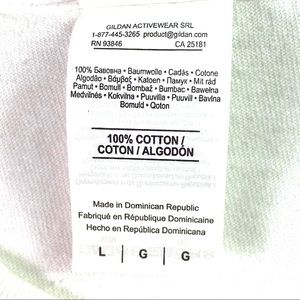 GILDAN ACTIVEWEAR SRL
1-877-445-3265 product@gildan.com
RN 93846 CA 25181
100% Бавовна • Baumwolle • Cadás • Cotone
Algodão • Βάμβαξ • Katoen • Памук • Mit rád
Pamut • Bomull • Bombaž • Bumbac • Bawełna
Medvilnės • Kokvilna • Puuvilla • Puuvill • Bavlna
Bomuld • Qoton
100% COTTON /
COTON / ALGODÓN
Made in Dominican Republic
Fabriqué en République Dominicaine
Hecho en República Dominicana
L G G